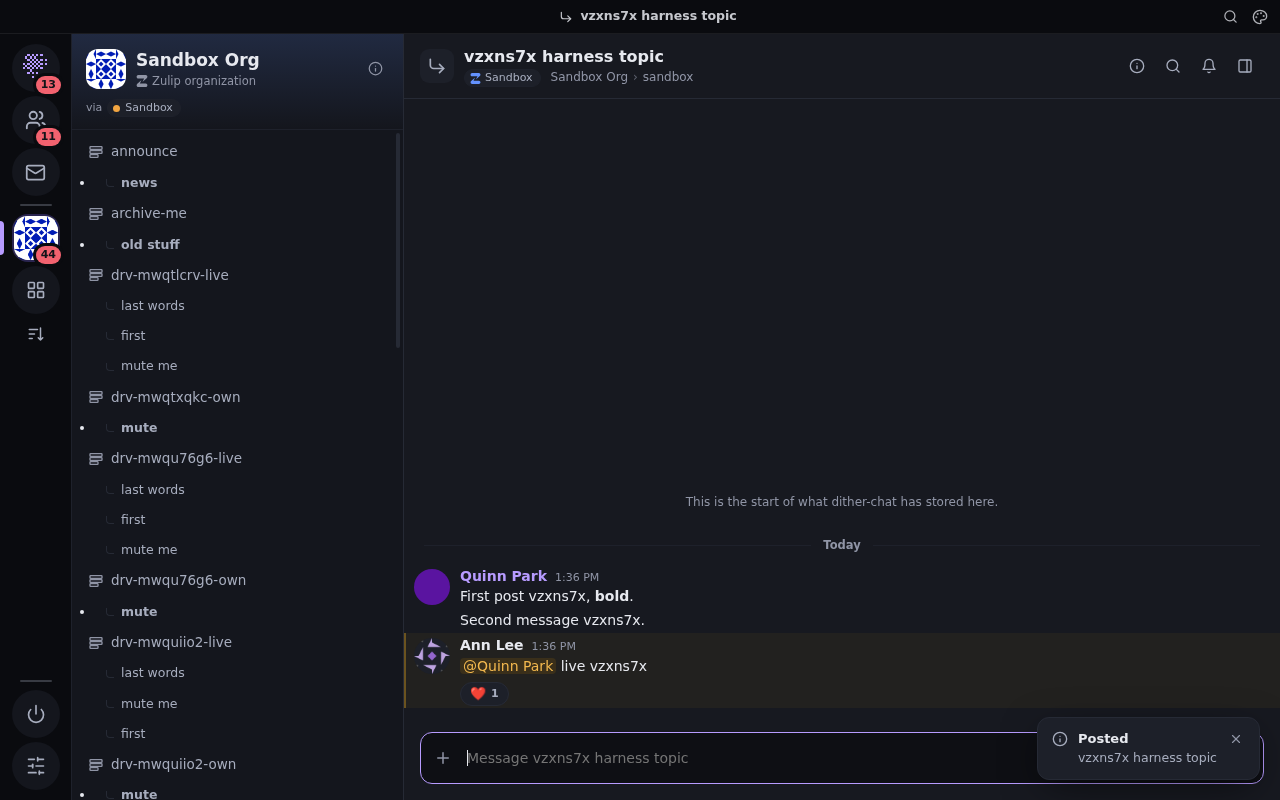 vzxns7x harness topic
13
11
44
Sandbox Org
Zulip organization
via Sandbox
announce
news
archive-me
old stuff
drv-mwqtlcrv-live
last words
first
mute me
drv-mwqtxqkc-own
mute
drv-mwqu76g6-live
last words
first
mute me
drv-mwqu76g6-own
mute
drv-mwquiio2-live
last words
mute me
first
drv-mwquiio2-own
mute
vzxns7x harness topic
Sandbox Sandbox Org › sandbox
This is the start of what dither-chat has stored here.
Today
Quinn Park 1:36 PM
First post vzxns7x, bold.
Second message vzxns7x.
Ann Lee 1:36 PM
@Quinn Park live vzxns7x
❤️ 1
Message vzxns7x harness topic
Posted
vzxns7x harness topic